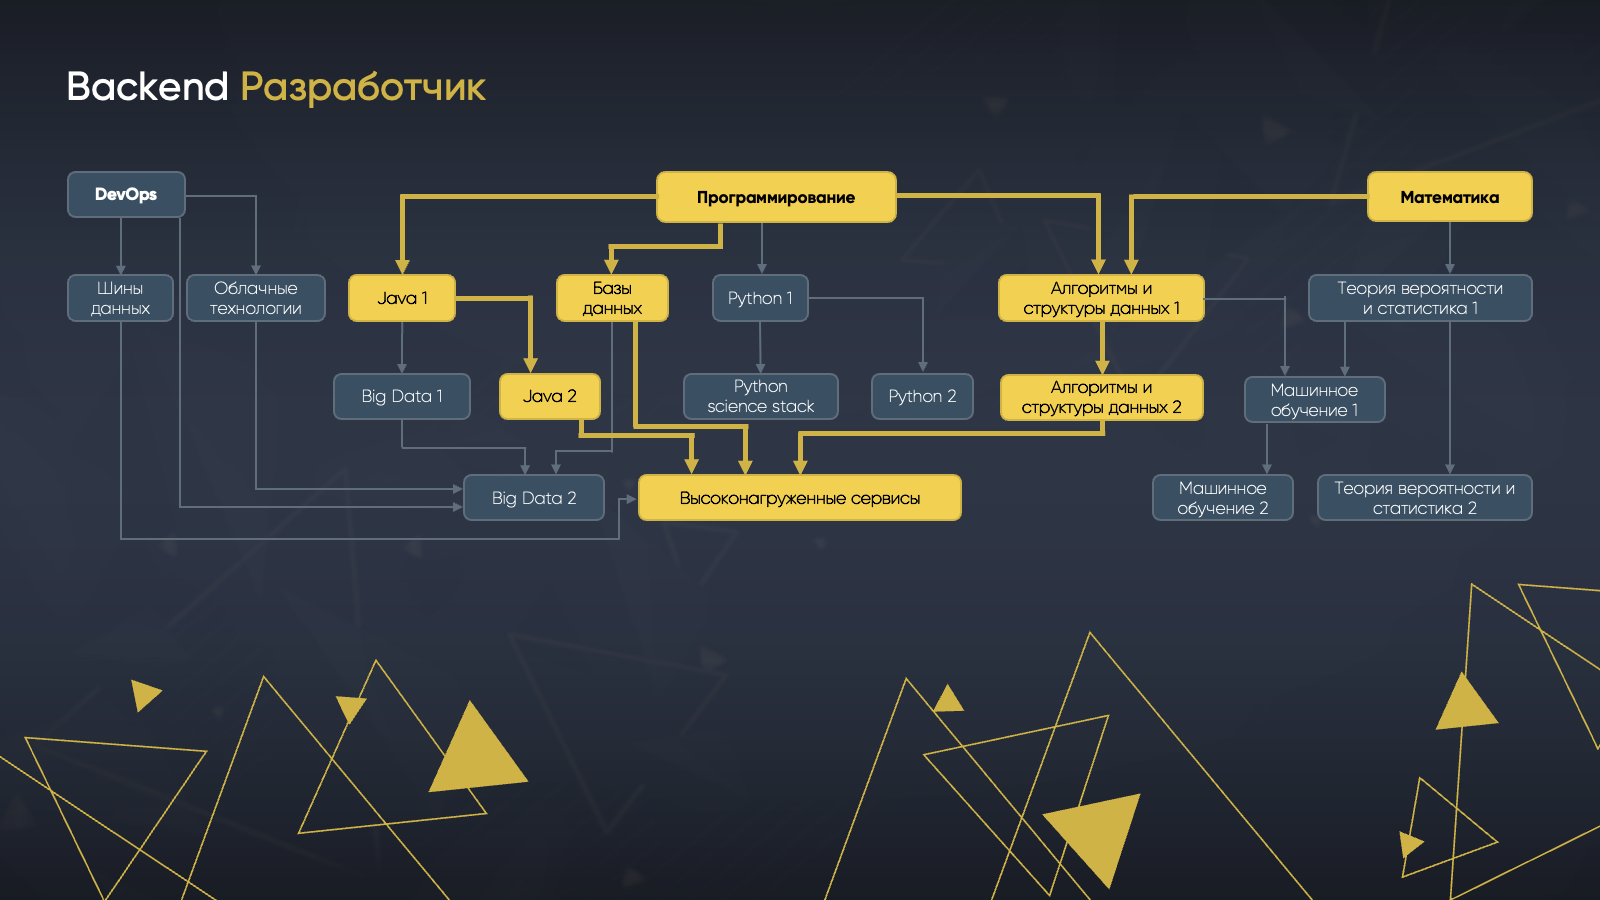 Backend Разработчик
DevOps
Программирование
Математика
Шины
данных
Облачные
технологии
Java 1
Базы
данных
Python 1
Алгоритмы и
структуры данных 1
Теория вероятности
и статистика 1
Big Data 1
Java 2
Python
science stack
Python 2
Алгоритмы и
структуры данных 2
Машинное
обучение 1
Big Data 2
Высоконагруженные сервисы
Машинное
обучение 2
Теория вероятности и
статистика 2